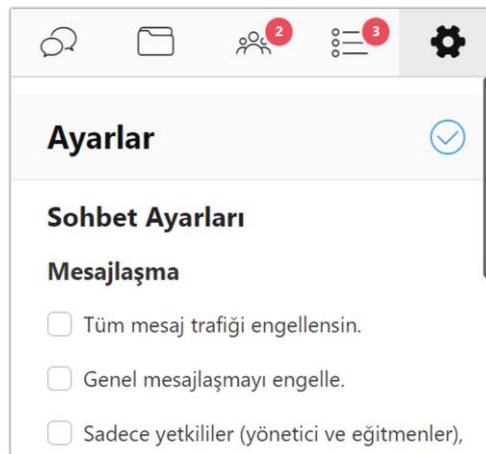 2
3
Ayarlar
Sohbet Ayarları
Mesajlaşma
Tüm mesaj trafiği engellensin.
Genel mesajlaşmayı engelle.
Sadece yetkililer (yönetici ve eğitmenler),